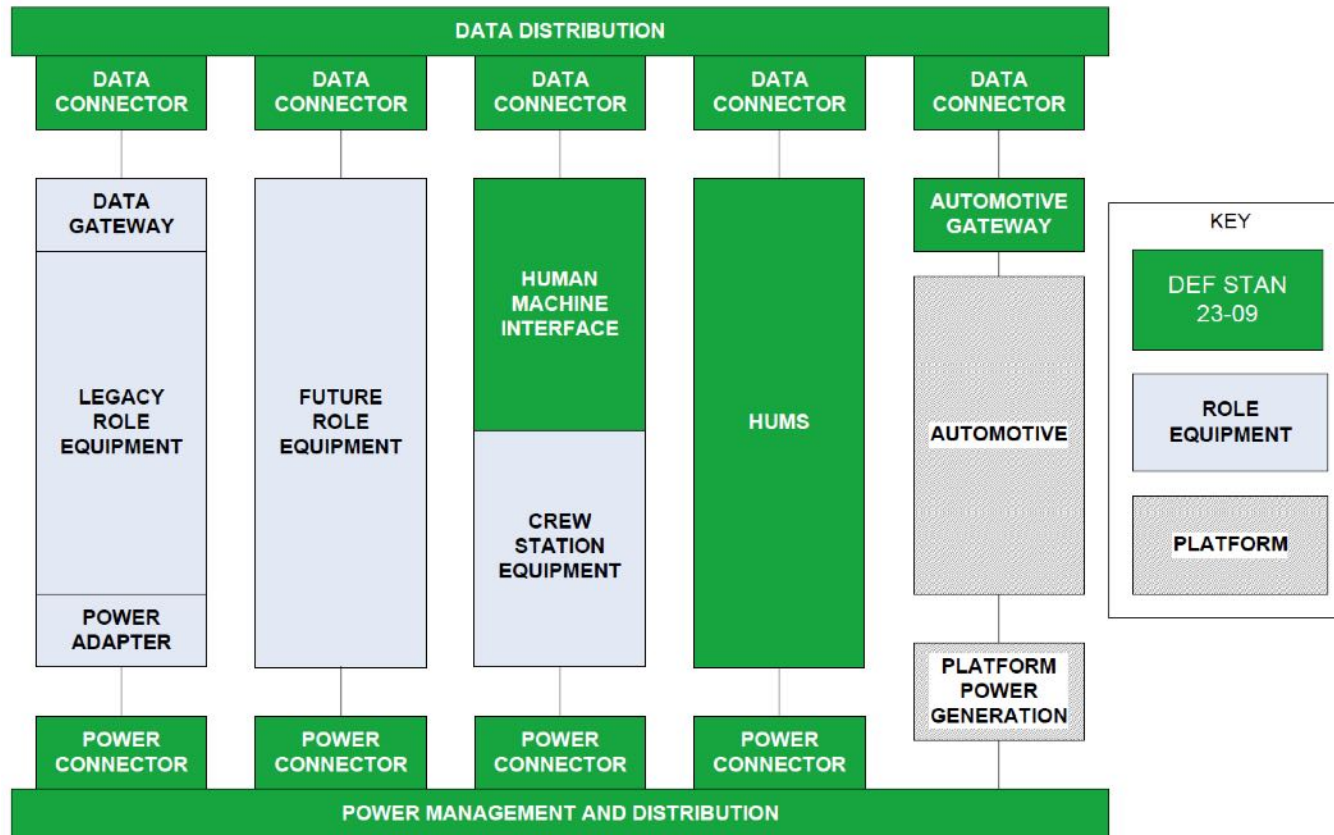 DATA DISTRIBUTION
DATA
CONNECTOR
DATA
CONNECTOR
DATA
CONNECTOR
DATA
CONNECTOR
DATA
CONNECTOR
DATA
GATEWAY
LEGACY
ROLE
EQUIPMENT
POWER
ADAPTER
FUTURE
ROLE
EQUIPMENT
HUMAN
MACHINE
INTERFACE
CREW
STATION
EQUIPMENT
HUMS
AUTOMOTIVE
GATEWAY
AUTOMOTIVE
PLATFORM
POWER
GENERATION
POWER
CONNECTOR
POWER
CONNECTOR
POWER
CONNECTOR
POWER
CONNECTOR
POWER MANAGEMENT AND DISTRIBUTION
KEY
DEF STAN
23-09
ROLE
EQUIPMENT
PLATFORM